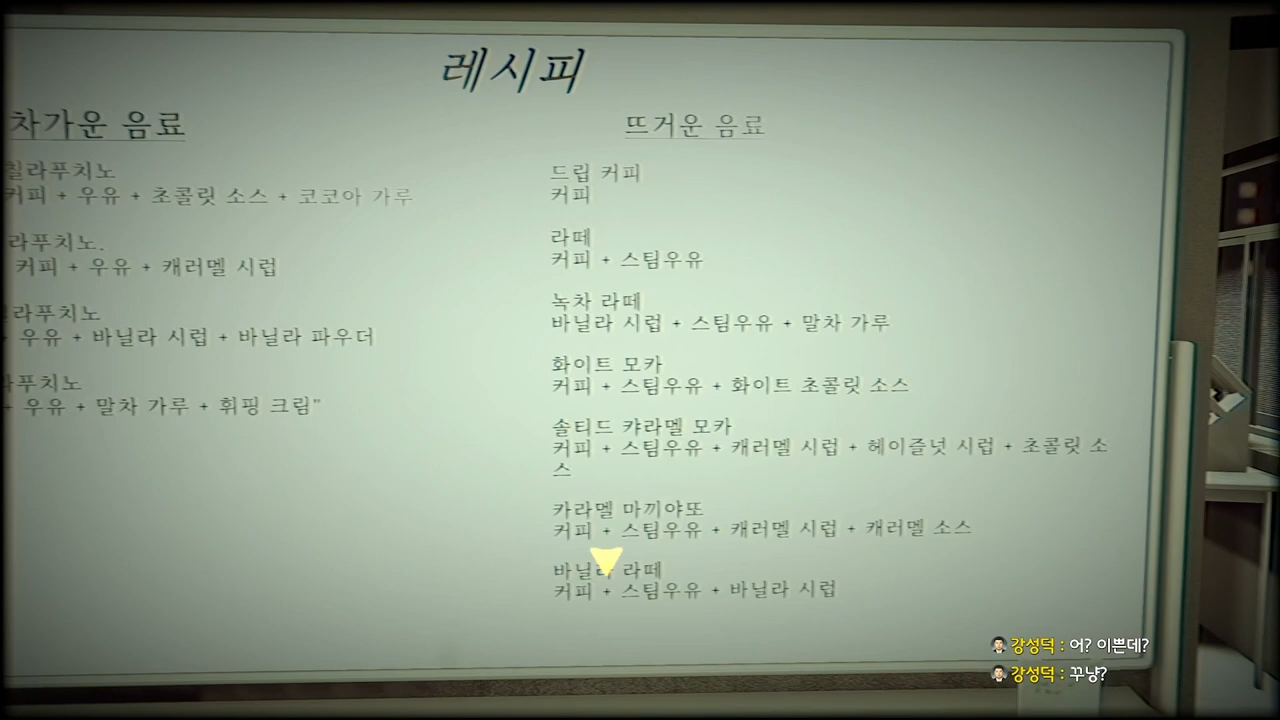 레시피
차가운 음료
칠라푸치노
커피 + 우유 + 초콜릿 소스 + 코코아 가루
라푸치노.
커피 + 우유 + 캐러멜 시럽
라푸치노
우유 + 바닐라 시럽 + 바닐라 파우더
푸치노
+ 우유 + 말차 가루 + 휘핑 크림"
뜨거운 음료
드립 커피
커피
라떼
커피 + 스팀우유
녹차 라떼
바닐라 시럽 + 스팀우유 + 말차 가루
화이트 모카
커피 + 스팀우유 + 화이트 초콜릿 소스
솔티드 캬라멜 모카
커피 + 스팀우유 + 캐러멜 시럽 + 헤이즐넛 시럽 + 초콜릿 소
스
카라멜 마끼야또
커피 + 스팀우유 + 캐러멜 시럽 + 캐러멜 소스
바닐라 라떼
커피 + 스팀우유 + 바닐라 시럽
강성덕 : 어? 이쁜데?
강성덕 : 꾸냥?